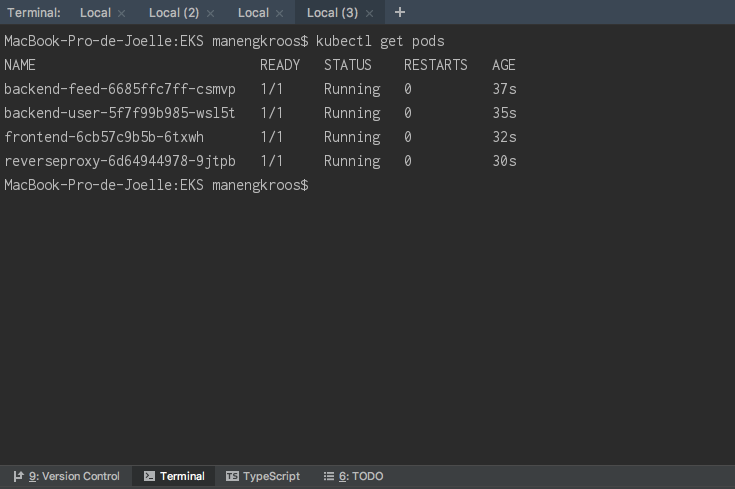 Terminal: Local × Local (2) × Local × Local (3) × +
MacBook-Pro-de-Joelle:EKS manengkroos$ kubectl get pods
NAME READY STATUS RESTARTS AGE
backend-feed-6685ffc7ff-csmvp 1/1 Running 0 37s
backend-user-5f7f99b985-wsl5t 1/1 Running 0 35s
frontend-6cb57c9b5b-6txwh 1/1 Running 0 32s
reverseproxy-6d64944978-9jtpb 1/1 Running 0 30s
MacBook-Pro-de-Joelle:EKS manengkroos$
9: Version Control Terminal TS TypeScript 6: TODO